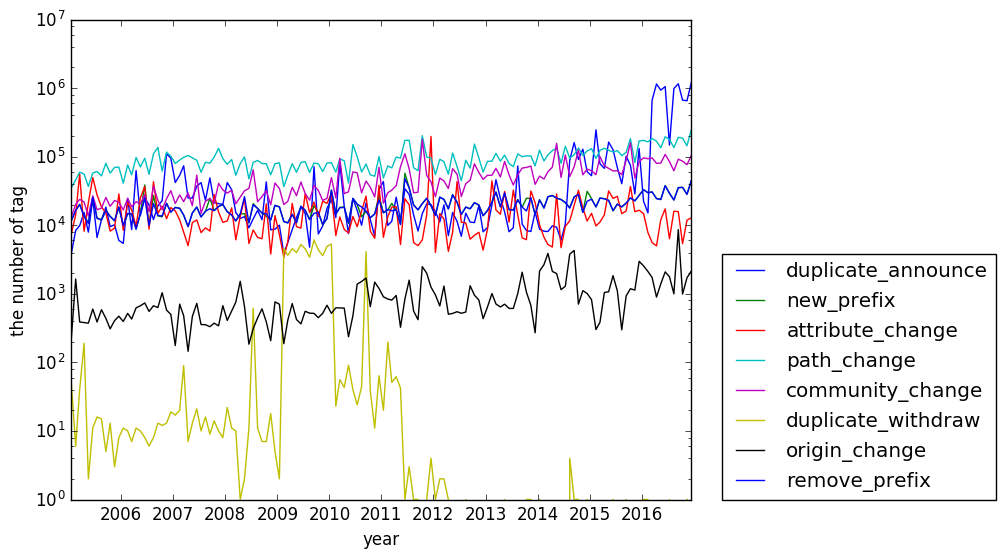 10^7
10^6
10^5
10^4
10^3
10^2
10^1
10^0
the number of tag
2006 2007 2008 2009 2010 2011 2012 2013 2014 2015 2016
year
duplicate_announce
new_prefix
attribute_change
path_change
community_change
duplicate_withdraw
origin_change
remove_prefix